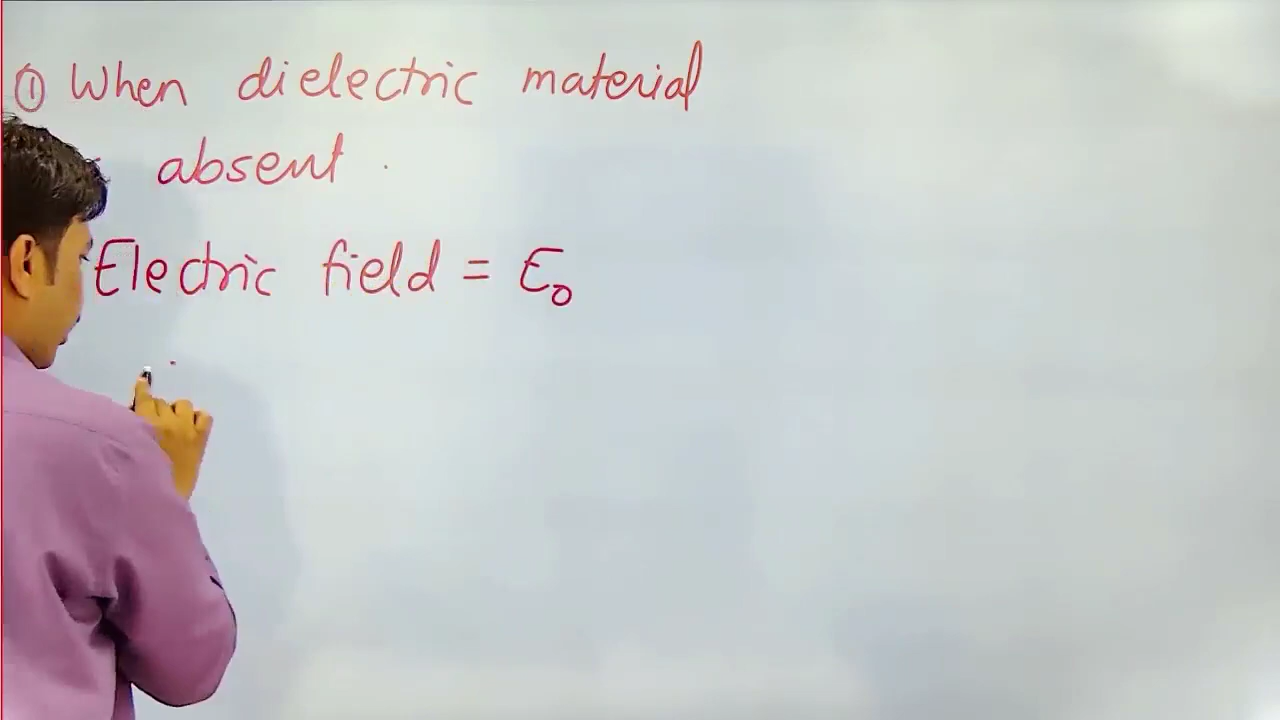 ① When dielectric material
absent.
Electric field = E₀